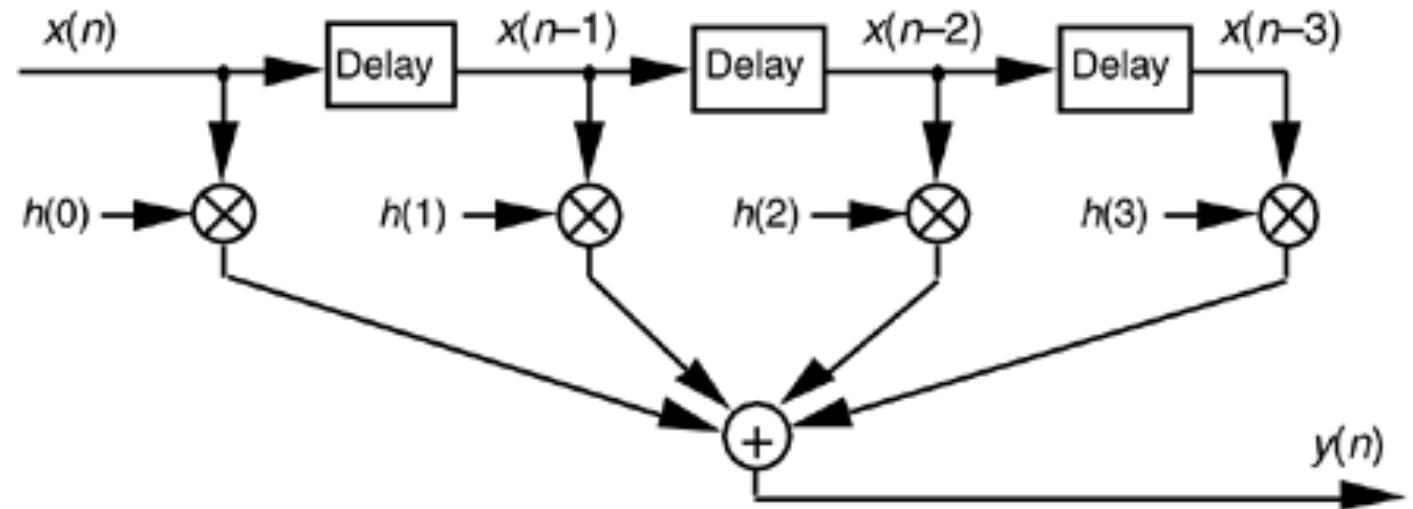 x(n) Delay x(n–1) Delay x(n–2) Delay x(n–3)
h(0) h(1) h(2) h(3)
+
y(n)